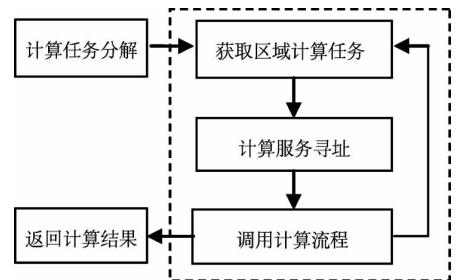 计算任务分解
获取区域计算任务
计算服务寻址
调用计算流程
返回计算结果